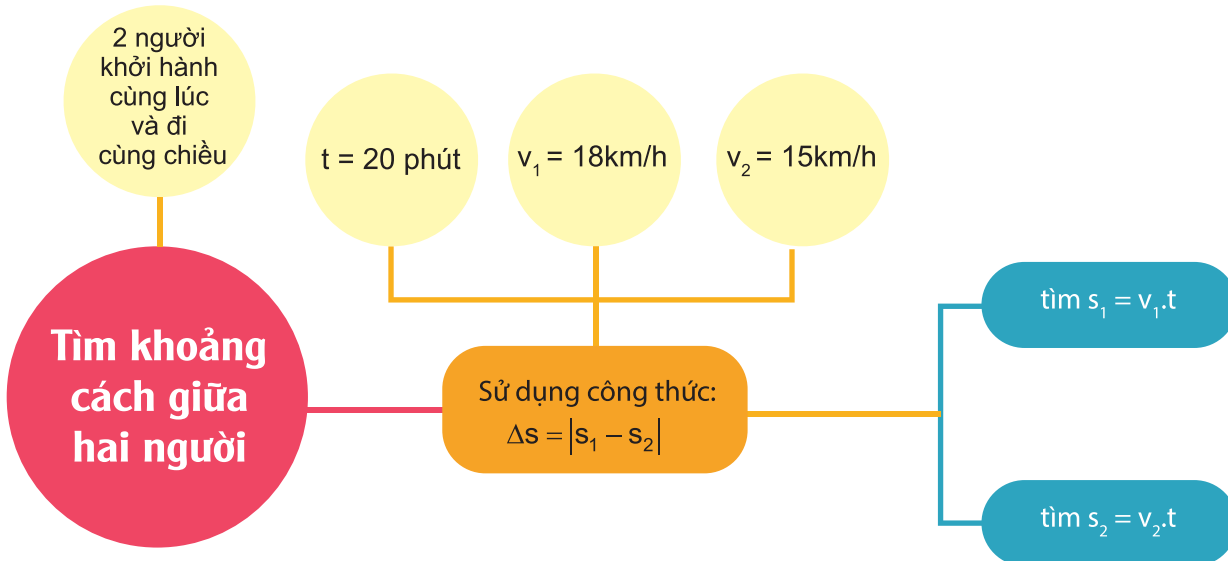 2 người
khởi hành
cùng lúc
và đi
cùng chiều
t = 20 phút
v₁ = 18km/h
v₂ = 15km/h
Tìm khoảng
cách giữa
hai người
Sử dụng công thức:
Δs = |s₁ – s₂|
tìm s₁ = v₁.t
tìm s₂ = v₂.t